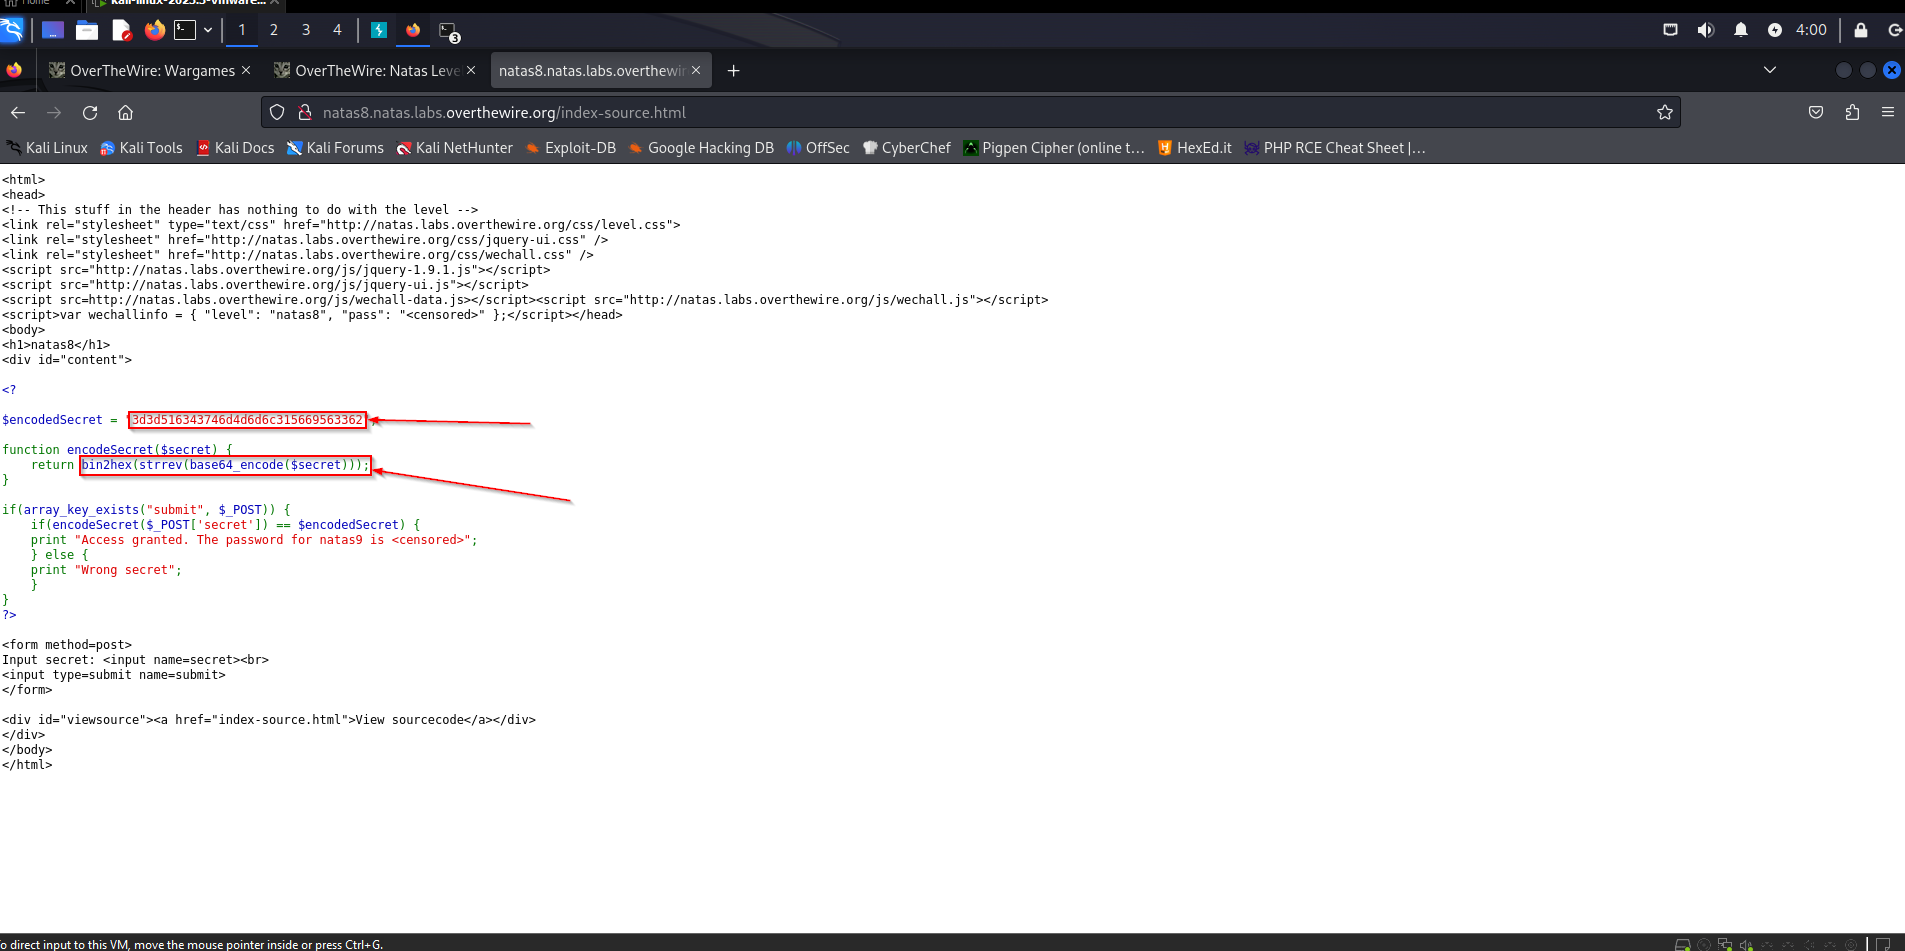 Home
kali-linux-2023.3-vmware...
1 2 3 4
3
4:00
OverTheWire: Wargames
OverTheWire: Natas Leve
natas8.natas.labs.overthewir
natas8.natas.labs.overthewire.org/index-source.html
Kali Linux Kali Tools Kali Docs Kali Forums Kali NetHunter Exploit-DB Google Hacking DB OffSec CyberChef Pigpen Cipher (online t... HexEd.it PHP RCE Cheat Sheet |...
<html>
<head>
<!-- This stuff in the header has nothing to do with the level -->
<link rel="stylesheet" type="text/css" href="http://natas.labs.overthewire.org/css/level.css">
<link rel="stylesheet" href="http://natas.labs.overthewire.org/css/jquery-ui.css" />
<link rel="stylesheet" href="http://natas.labs.overthewire.org/css/wechall.css" />
<script src="http://natas.labs.overthewire.org/js/jquery-1.9.1.js"></script>
<script src="http://natas.labs.overthewire.org/js/jquery-ui.js"></script>
<script src=http://natas.labs.overthewire.org/js/wechall-data.js></script><script src="http://natas.labs.overthewire.org/js/wechall.js"></script>
<script>var wechallinfo = { "level": "natas8", "pass": "<censored>" };</script></head>
<body>
<h1>natas8</h1>
<div id="content">
<?
$encodedSecret = "3d3d516343746d4d6d6c315669563362
function encodeSecret($secret) {
return bin2hex(strrev(base64_encode($secret)));
}
if(array_key_exists("submit", $_POST)) {
if(encodeSecret($_POST['secret']) == $encodedSecret) {
print "Access granted. The password for natas9 is <censored>";
} else {
print "Wrong secret";
}
}
?>
<form method=post>
Input secret: <input name=secret><br>
<input type=submit name=submit>
</form>
<div id="viewsource"><a href="index-source.html">View sourcecode</a></div>
</div>
</body>
</html>
o direct input to this VM, move the mouse pointer inside or press Ctrl+G.